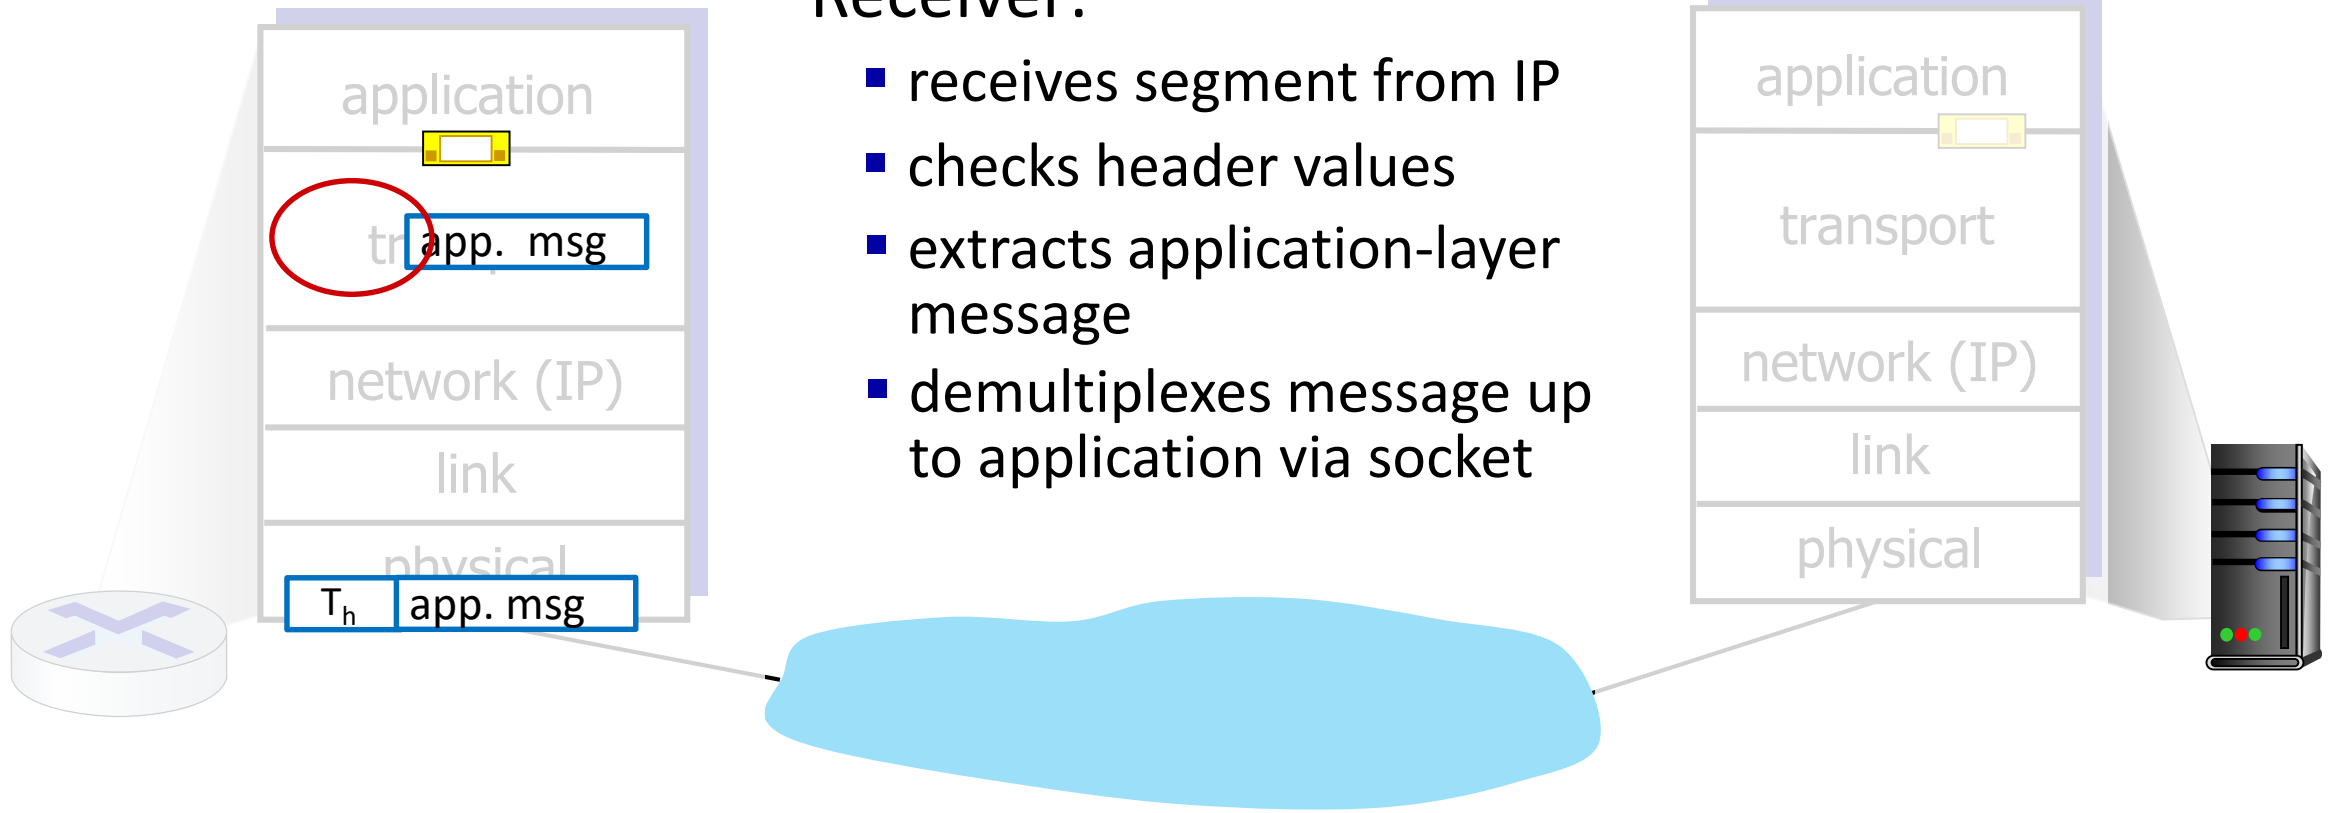 Receiver:
application
app. msg
network (IP)
link
physical
T_h app. msg
receives segment from IP
checks header values
extracts application-layer
message
demultiplexes message up
to application via socket
application
transport
network (IP)
link
physical